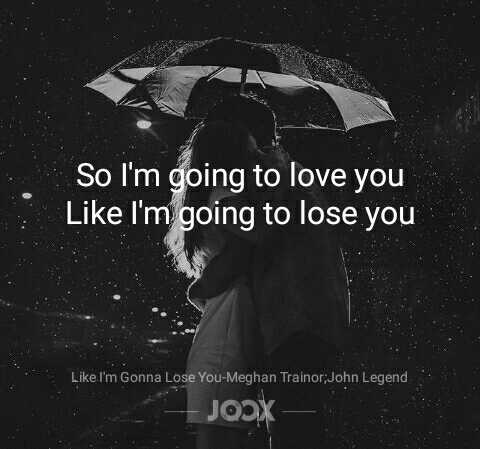 So I'm going to love you
Like I'm going to lose you
Like I'm Gonna Lose You-Meghan Trainor;John Legend
JOOX